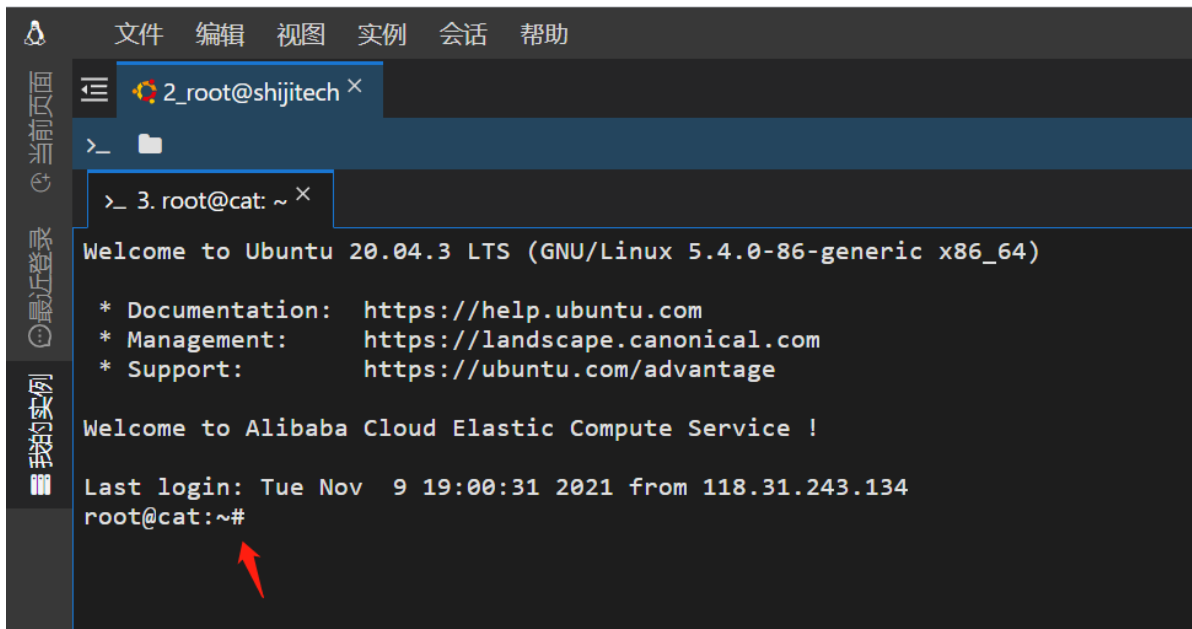 文件 编辑 视图 实例 会话 帮助
当前页面
最近登录
我的实例
2_root@shijitech
>_ 3. root@cat: ~
Welcome to Ubuntu 20.04.3 LTS (GNU/Linux 5.4.0-86-generic x86_64)
* Documentation: https://help.ubuntu.com
* Management: https://landscape.canonical.com
* Support: https://ubuntu.com/advantage
Welcome to Alibaba Cloud Elastic Compute Service !
Last login: Tue Nov 9 19:00:31 2021 from 118.31.243.134
root@cat:~#